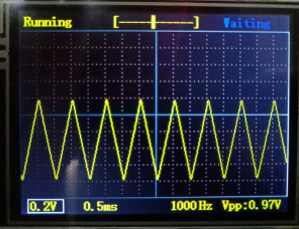 Running [----------] Waiting
0.2V 0.5ms 1000Hz Vpp:0.97V